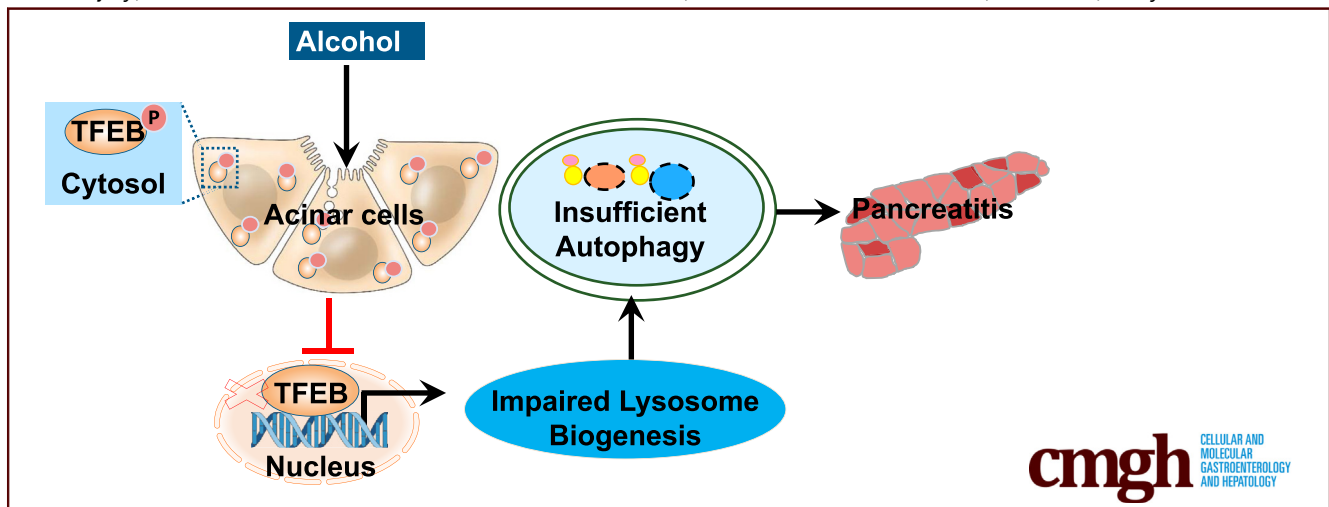 Alcohol
TFEB
P
Cytosol
Acinar cells
Insufficient
Autophagy
Pancreatitis
TFEB
Nucleus
Impaired Lysosome
Biogenesis
cmgh
CELLULAR AND
MOLECULAR
GASTROENTEROLOGY
AND HEPATOLOGY